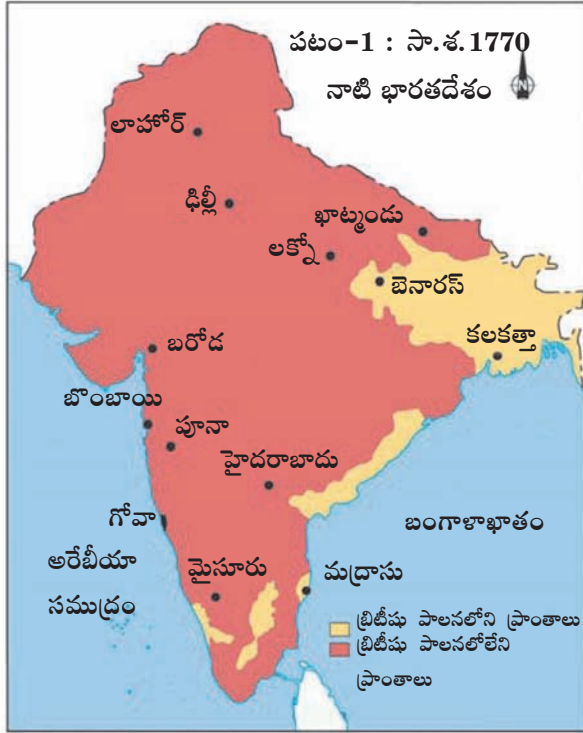 పటం-1 : సా.శ.1770
నాటి భారతదేశం
N
లాహోర్
ఢిల్లీ
ఖాట్మండు
లక్నో
బెనారస్
కలకత్తా
బరోడ
బొంబాయి
పూనా
హైదరాబాదు
గోవా
బంగాళాఖాతం
అరేబీయా
సముద్రం
మైసూరు
మద్రాసు
బ్రిటీషు పాలనలోని ప్రాంతాలు
బ్రిటీషు పాలనలోలేని
ప్రాంతాలు